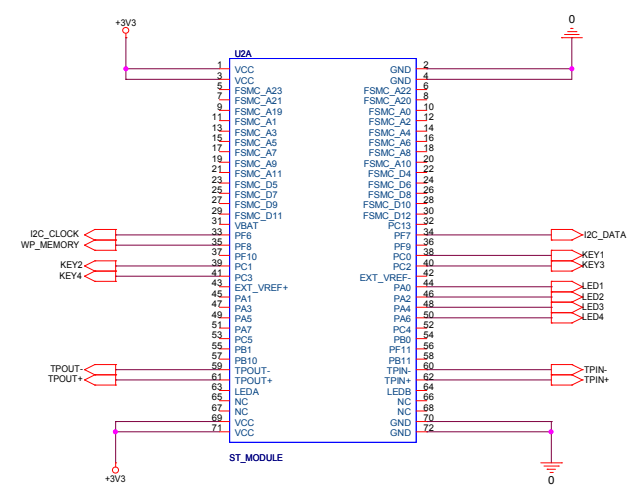 +3V3 0
U2A
1 VCC GND 2
3 VCC GND 4
5 FSMC_A23 FSMC_A22 6
7 FSMC_A21 FSMC_A20 8
9 FSMC_A19 FSMC_A0 10
11 FSMC_A1 FSMC_A2 12
13 FSMC_A3 FSMC_A4 14
15 FSMC_A5 FSMC_A6 16
17 FSMC_A7 FSMC_A8 18
19 FSMC_A9 FSMC_A10 20
21 FSMC_A11 FSMC_D4 22
23 FSMC_D5 FSMC_D6 24
25 FSMC_D7 FSMC_D8 26
27 FSMC_D9 FSMC_D10 28
29 FSMC_D11 FSMC_D12 30
31 VBAT PC13 32
I2C_CLOCK 33 PF6 PF7 34 I2C_DATA
WP_MEMORY 35 PF8 PF9 36
37 PF10 PC0 38 KEY1
KEY2 39 PC1 PC2 40 KEY3
KEY4 41 PC3 EXT_VREF- 42
43 EXT_VREF+ PA0 44 LED1
45 PA1 PA2 46 LED2
47 PA3 PA4 48 LED3
49 PA5 PA6 50 LED4
51 PA7 PC4 52
53 PC5 PB0 54
55 PB1 PF11 56
57 PB10 PB11 58
TPOUT- 59 TPOUT- TPIN- 60 TPIN-
TPOUT+ 61 TPOUT+ TPIN+ 62 TPIN+
63 LEDA LEDB 64
65 NC NC 66
67 NC NC 68
69 VCC GND 70
71 VCC GND 72
ST_MODULE
+3V3 0